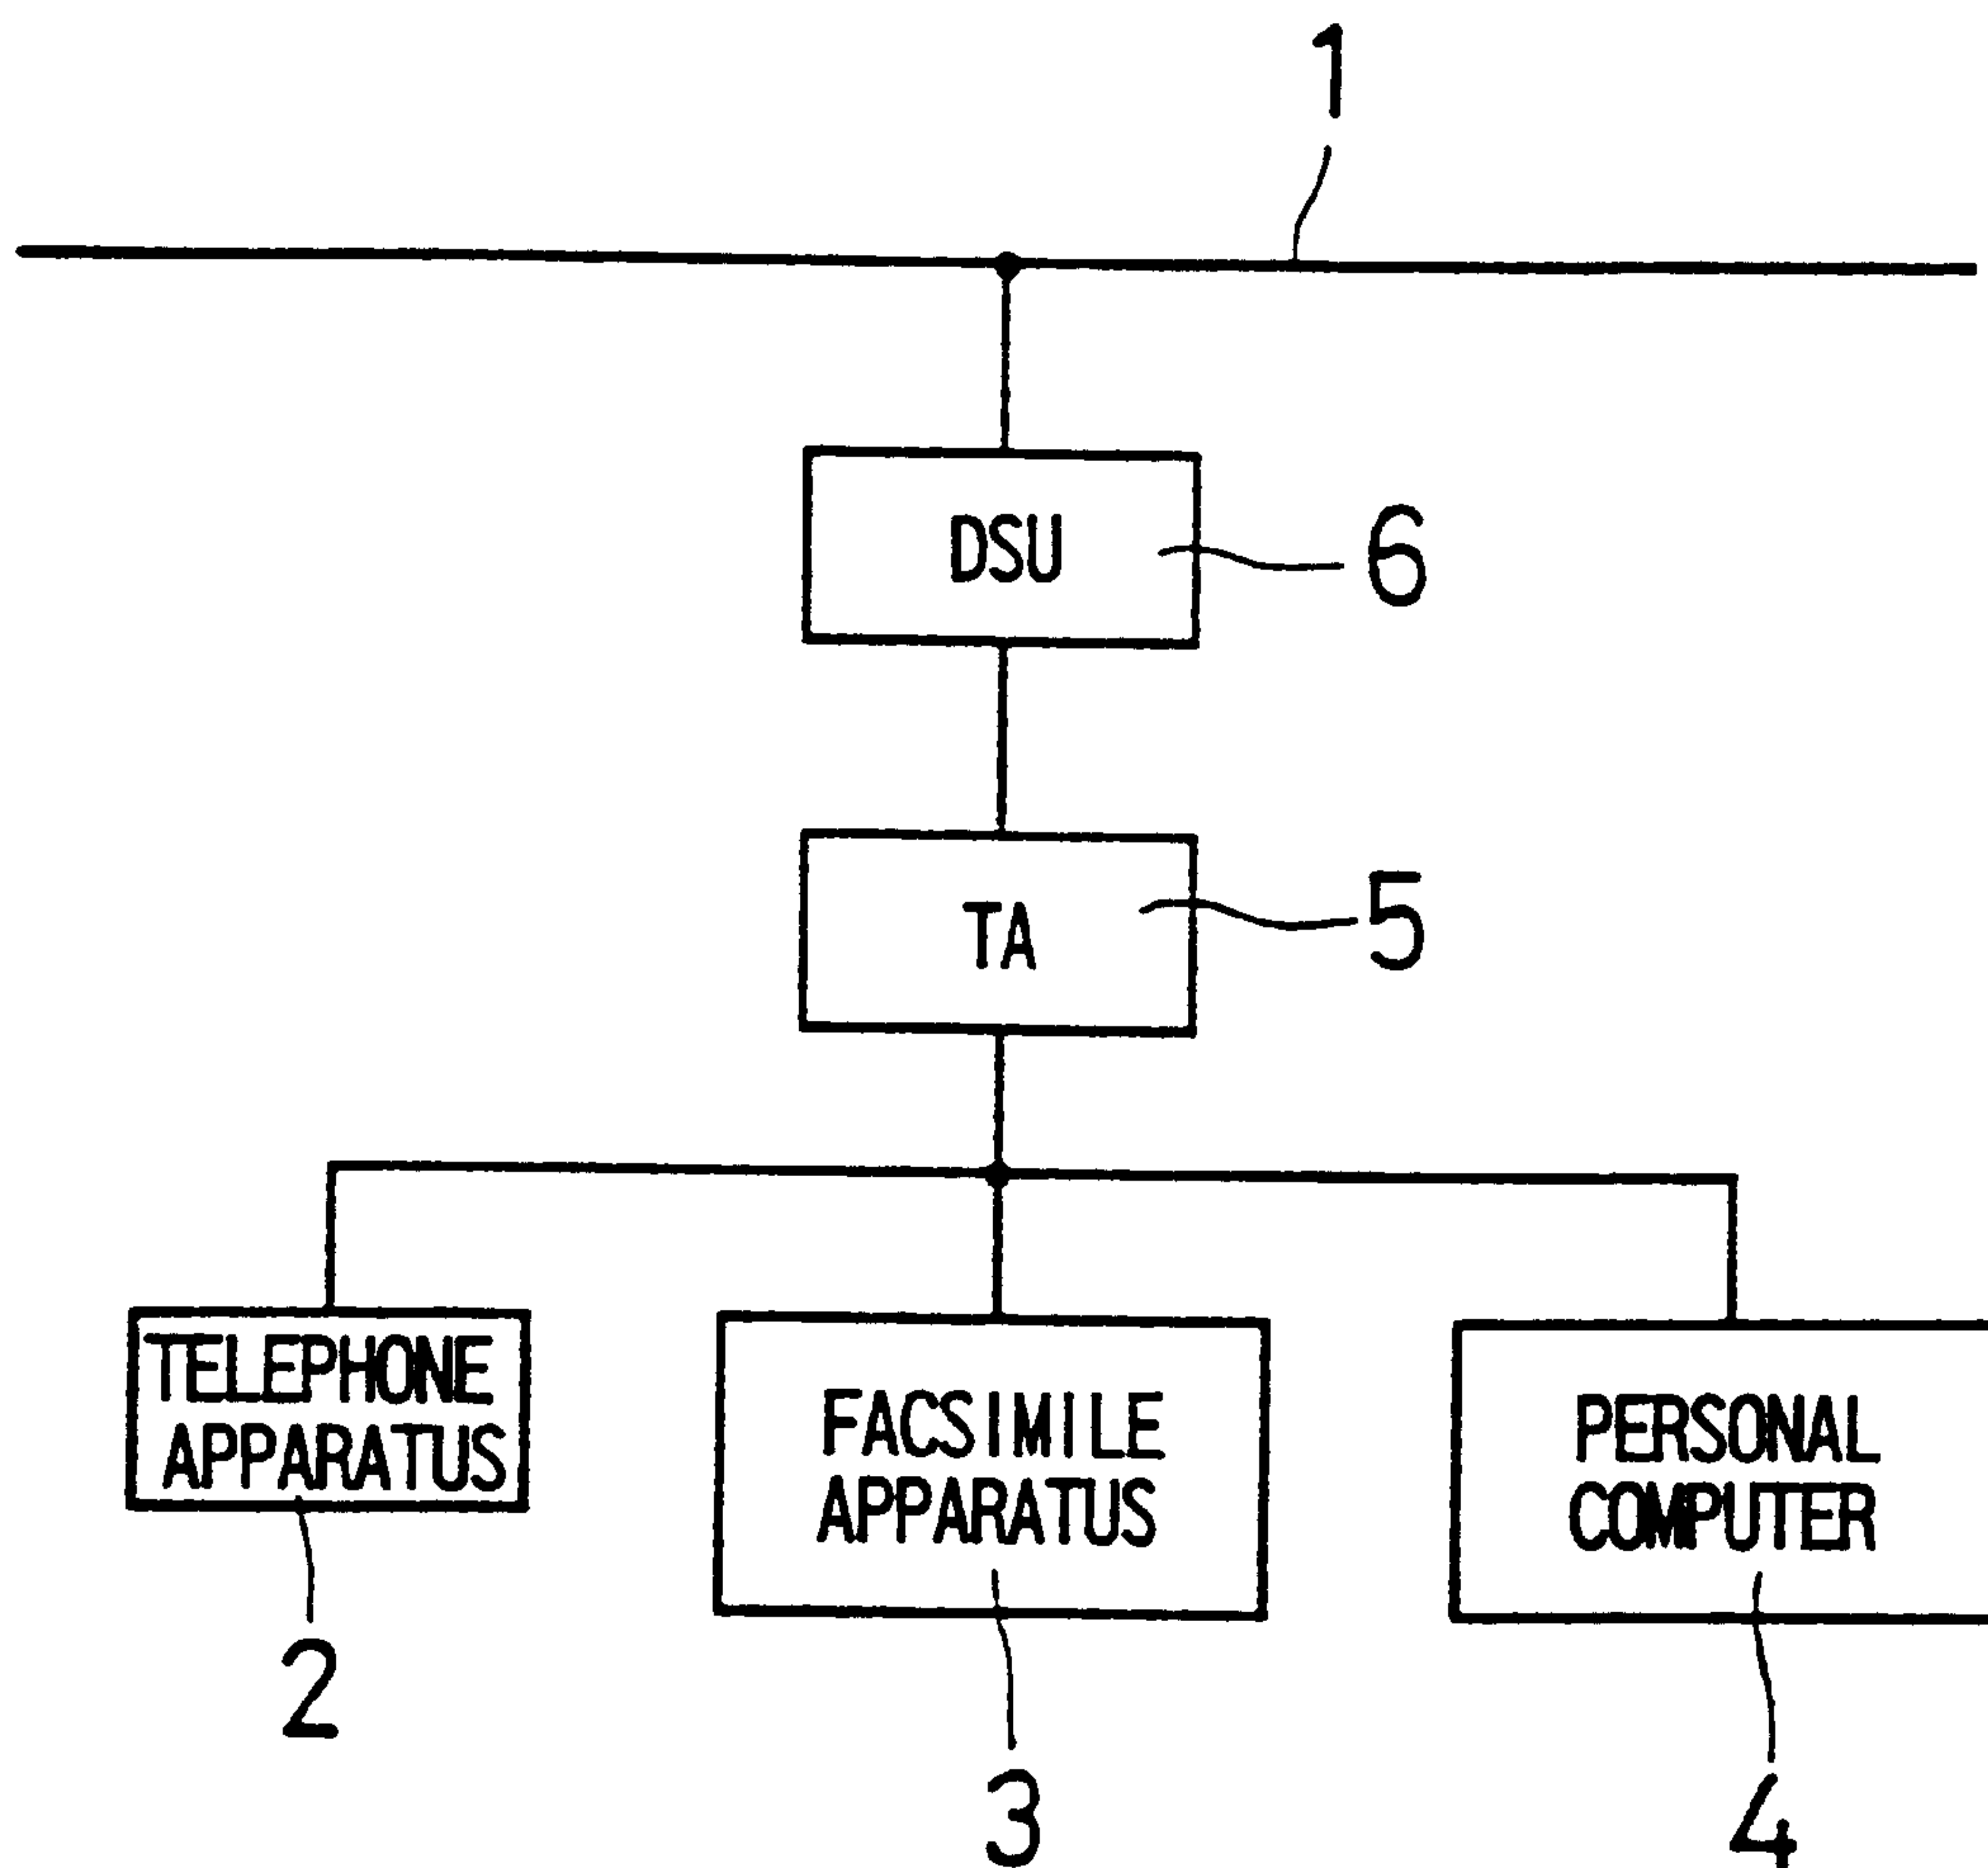 1
DSU
6
TA
5
TELEPHONE
APPARATUS
FACSIMILE
APPARATUS
PERSONAL
COMPUTER
2
3
4